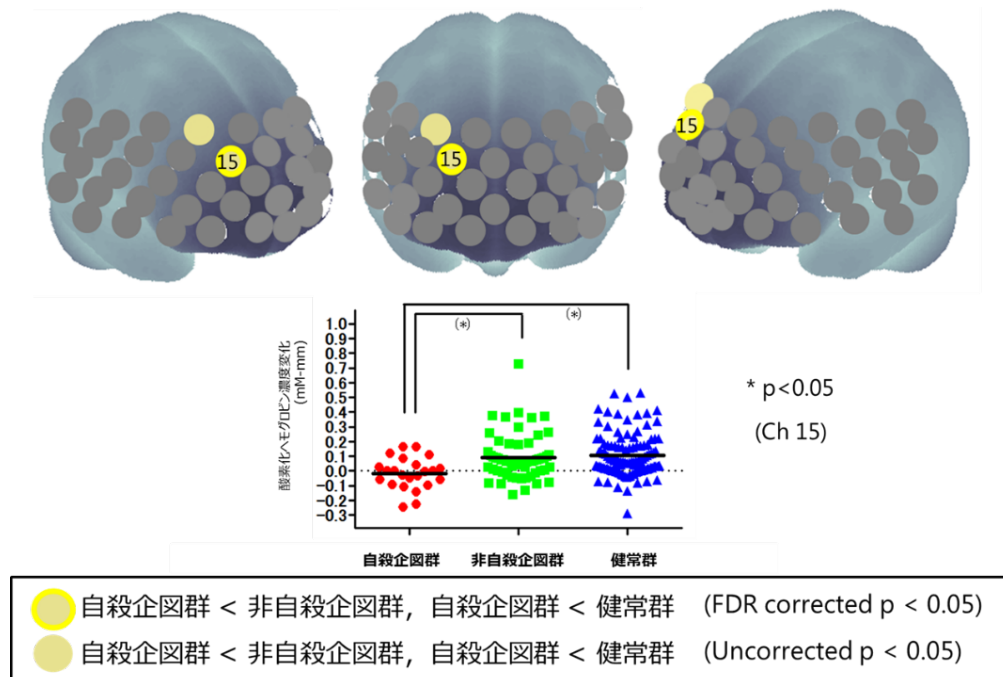 15
15
15
酸素化ヘモグロビン濃度変化
(mM-mm)
1.0
0.9
0.8
0.7
0.6
0.5
0.4
0.3
0.2
0.1
0.0
-0.1
-0.2
-0.3
(*)
(*)
* p<0.05
(Ch 15)
自殺企図群 非自殺企図群 健常群
自殺企図群 < 非自殺企図群, 自殺企図群 < 健常群 (FDR corrected p < 0.05)
自殺企図群 < 非自殺企図群, 自殺企図群 < 健常群 (Uncorrected p < 0.05)